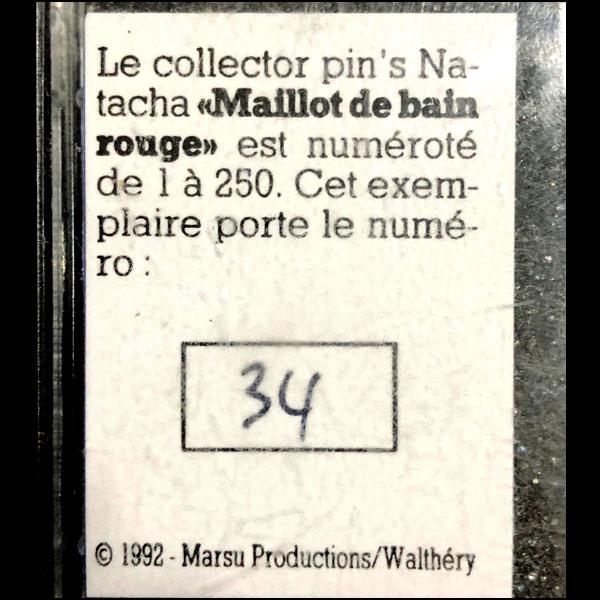 Le collector pin's Na-
tacha «Maillot de bain
rouge» est numéroté
de 1 à 250. Cet exem-
plaire porte le numé-
ro :
34
© 1992 - Marsu Productions/Walthéry